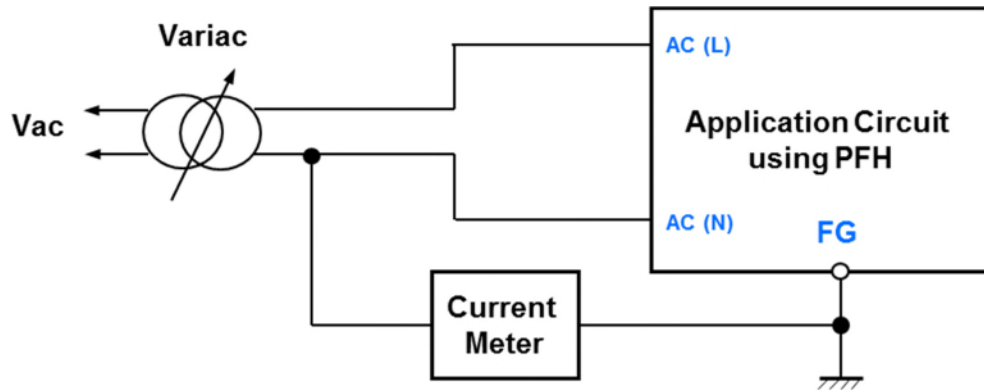 Variac
Vac
AC (L)
Application Circuit
using PFH
AC (N)
FG
Current
Meter